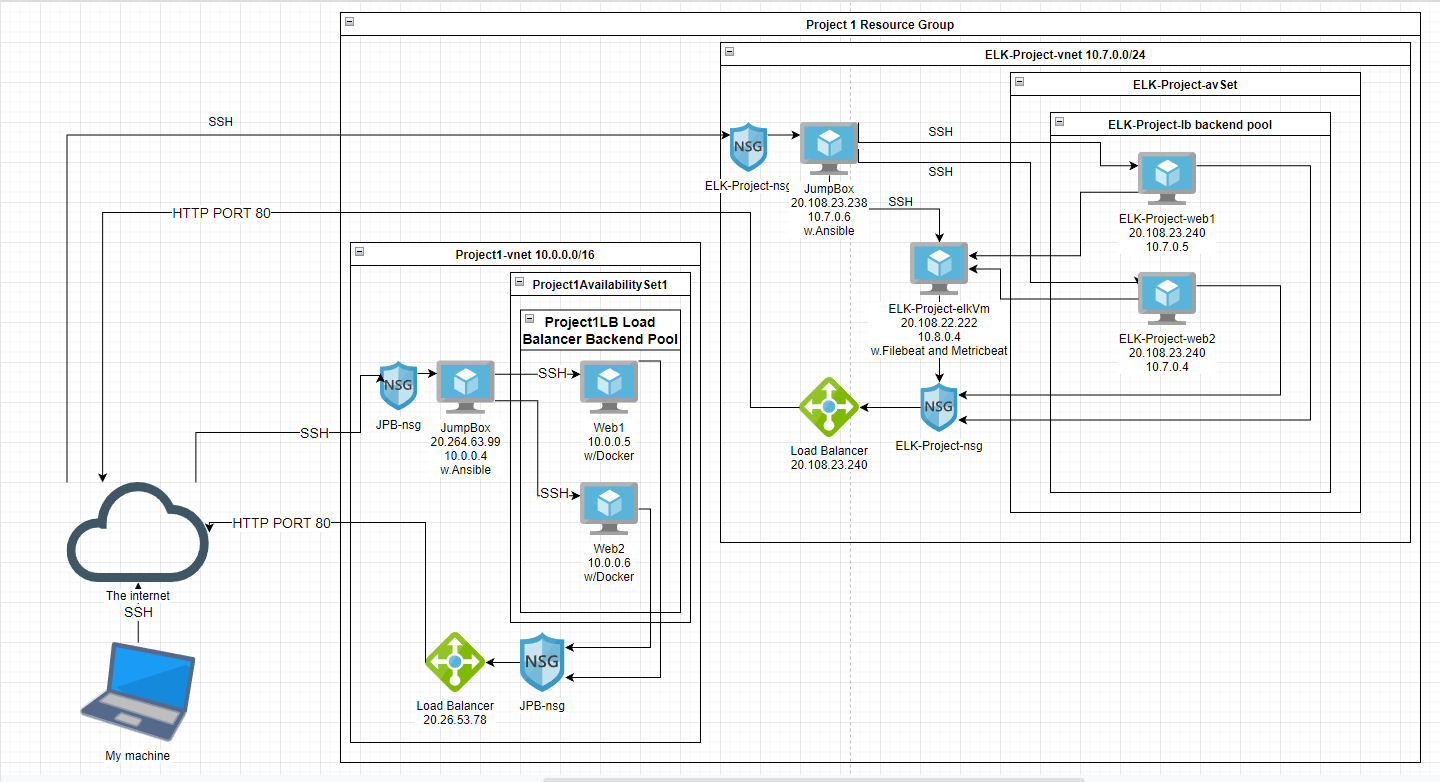 Project 1 Resource Group
ELK-Project-vnet 10.7.0.0/24
ELK-Project-avSet
ELK-Project-lb backend pool
SSH
NSG
ELK-Project-nsg
JumpBox
20.108.23.238
10.7.0.6
w.Ansible
SSH
SSH
SSH
ELK-Project-web1
20.108.23.240
10.7.0.5
ELK-Project-elkVm
20.108.22.222
10.8.0.4
w.Filebeat and Metricbeat
ELK-Project-web2
20.108.23.240
10.7.0.4
NSG
ELK-Project-nsg
Load Balancer
20.108.23.240
HTTP PORT 80
Project1-vnet 10.0.0.0/16
Project1AvailabilitySet1
Project1LB Load
Balancer Backend Pool
SSH
NSG
JPB-nsg
JumpBox
20.264.63.99
10.0.0.4
w.Ansible
SSH
Web1
10.0.0.5
w/Docker
SSH
Web2
10.0.0.6
w/Docker
HTTP PORT 80
NSG
JPB-nsg
Load Balancer
20.26.53.78
The internet
SSH
My machine